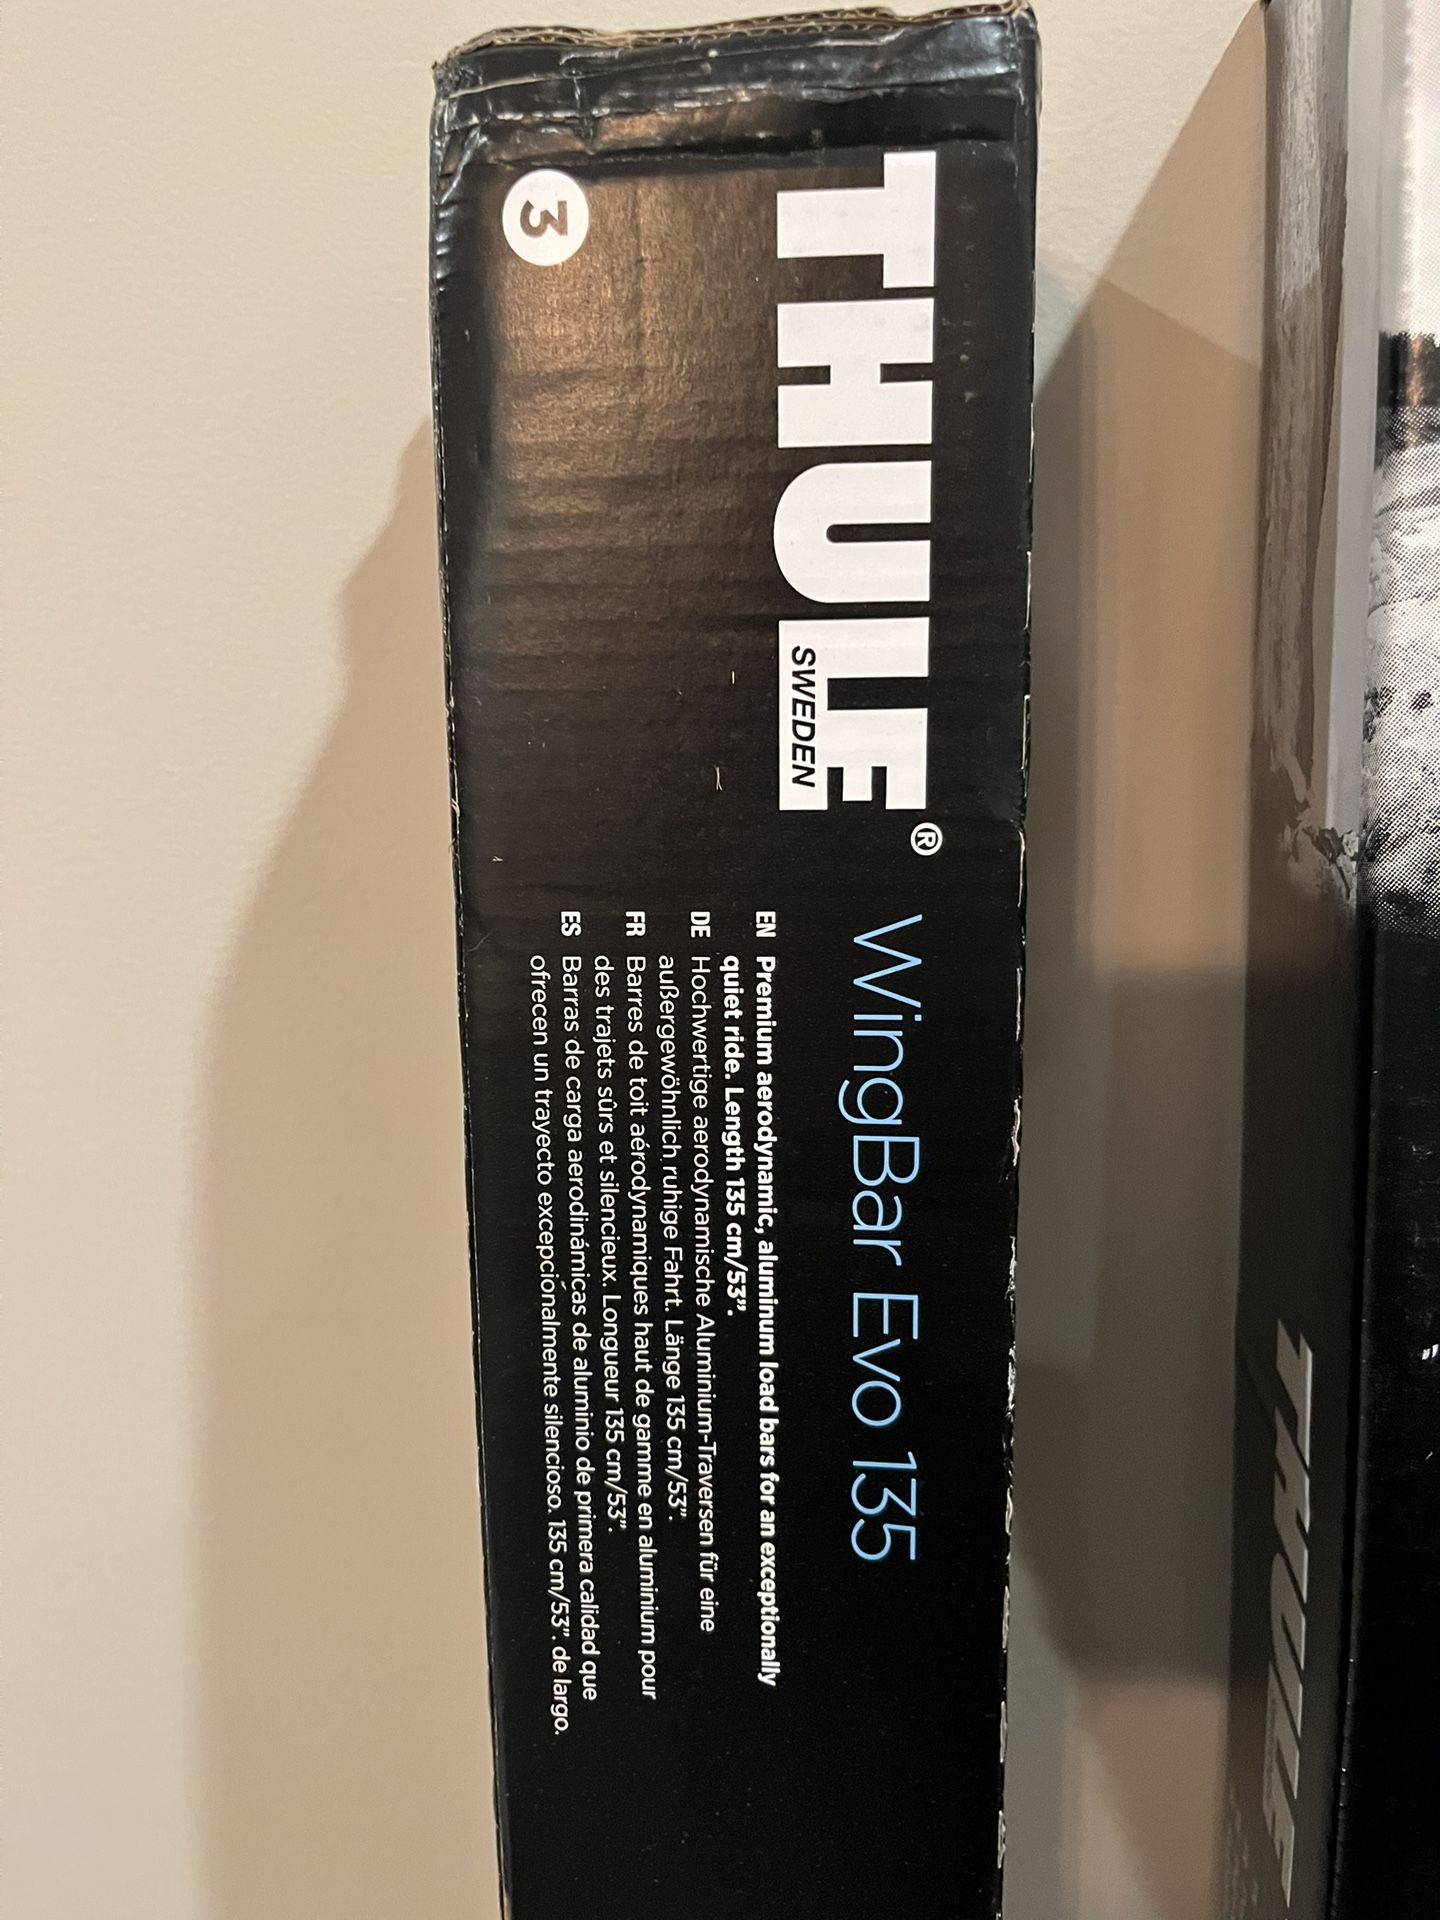 THULE®
SWEDEN
3
WingBar Evo 135
EN Premium aerodynamic, aluminum load bars for an exceptionally
quiet ride. Length 135 cm/53”.
DE Hochwertige aerodynamische Aluminium-Traversen für eine
außergewöhnlich ruhige Fahrt. Länge 135 cm/53”.
FR Barres de toit aérodynamiques haut de gamme en aluminium pour
des trajets sûrs et silencieux. Longueur 135 cm/53”.
ES Barras de carga aerodinámicas de aluminio de primera calidad que
ofrecen un trayecto excepcionalmente silencioso. 135 cm/53”. de largo.
THULE